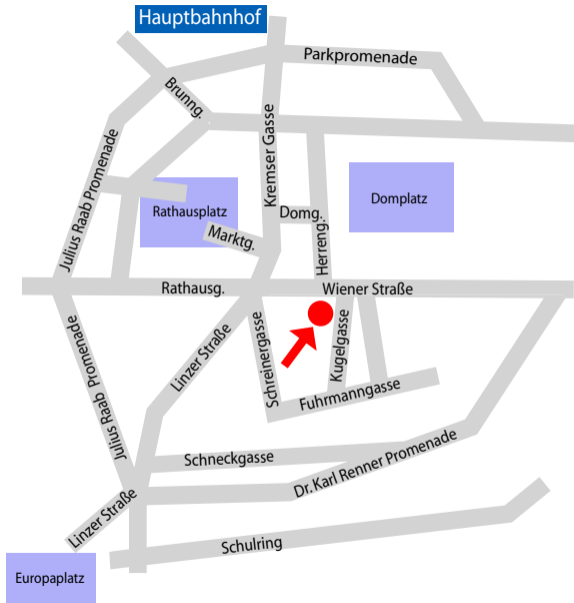 Hauptbahnhof
Parkpromenade
Brunng.
Kremser Gasse
Julius Raab Promenade
Domplatz
Rathausplatz
Domg.
Marktg.
Herreng.
Rathausg.
Wiener Straße
Linzer Straße
Schreinergasse
Kugelgasse
Julius Raab Promenade
Fuhrmanngasse
Schneckgasse
Dr. Karl Renner Promenade
Linzer Straße
Schulring
Europaplatz